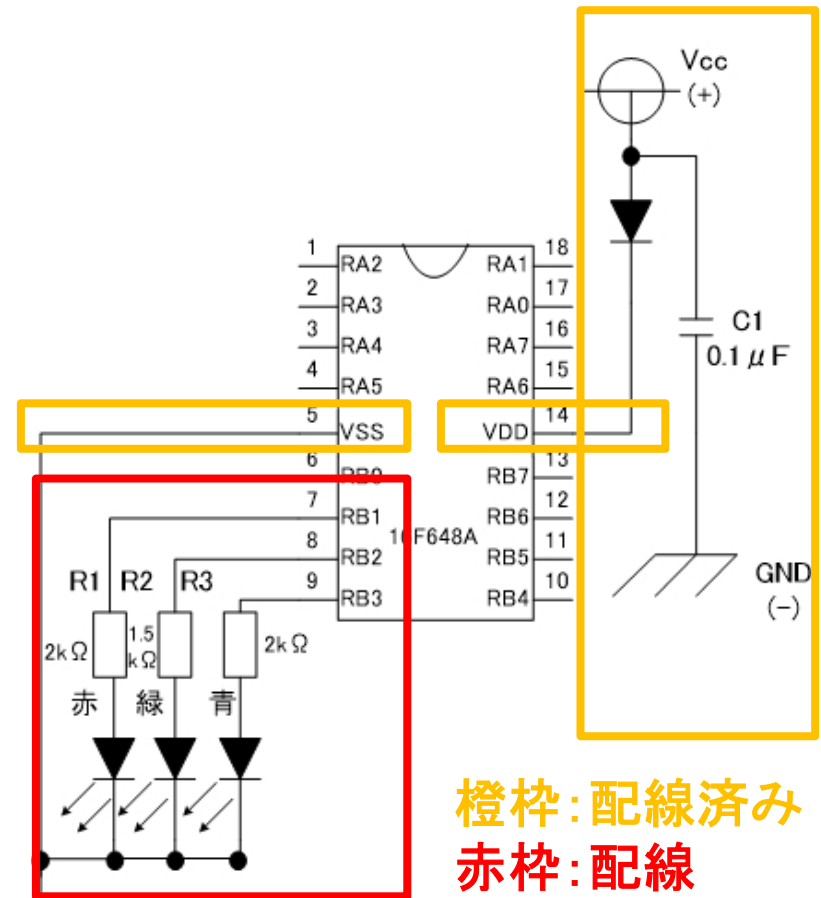 Vcc
(+)
C1
0.1μF
GND
(-)
1 RA2 RA1 18
2 RA3 RA0 17
3 RA4 RA7 16
4 RA5 RA6 15
5 VSS VDD 14
6 RB0 RB7 13
7 RB1 RB6 12
16F648A
8 RB2 RB5 11
9 RB3 RB4 10
R1 R2 R3
2kΩ 1.5kΩ 2kΩ
赤 緑 青
橙枠:配線済み
赤枠:配線